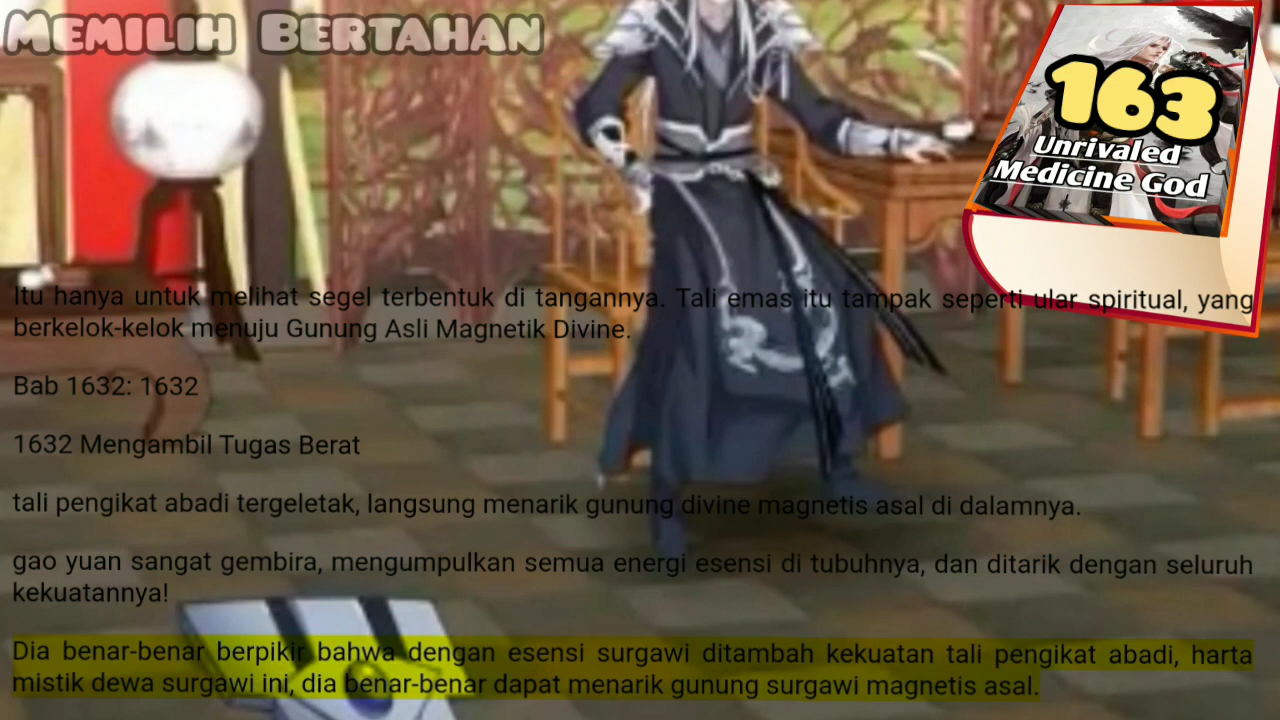 MEMILIH BERTAHAN
163
Unrivaled
Medicine God
Itu hanya untuk melihat segel terbentuk di tangannya. Tali emas itu tampak seperti ular spiritual, yang
berkelok-kelok menuju Gunung Asli Magnetik Divine.
Bab 1632: 1632
1632 Mengambil Tugas Berat
tali pengikat abadi tergeletak, langsung menarik gunung divine magnetis asal di dalamnya.
gao yuan sangat gembira, mengumpulkan semua energi esensi di tubuhnya, dan ditarik dengan seluruh
kekuatannya!
Dia benar-benar berpikir bahwa dengan esensi surgawi ditambah kekuatan tali pengikat abadi, harta
mistik dewa surgawi ini, dia benar-benar dapat menarik gunung surgawi magnetis asal.